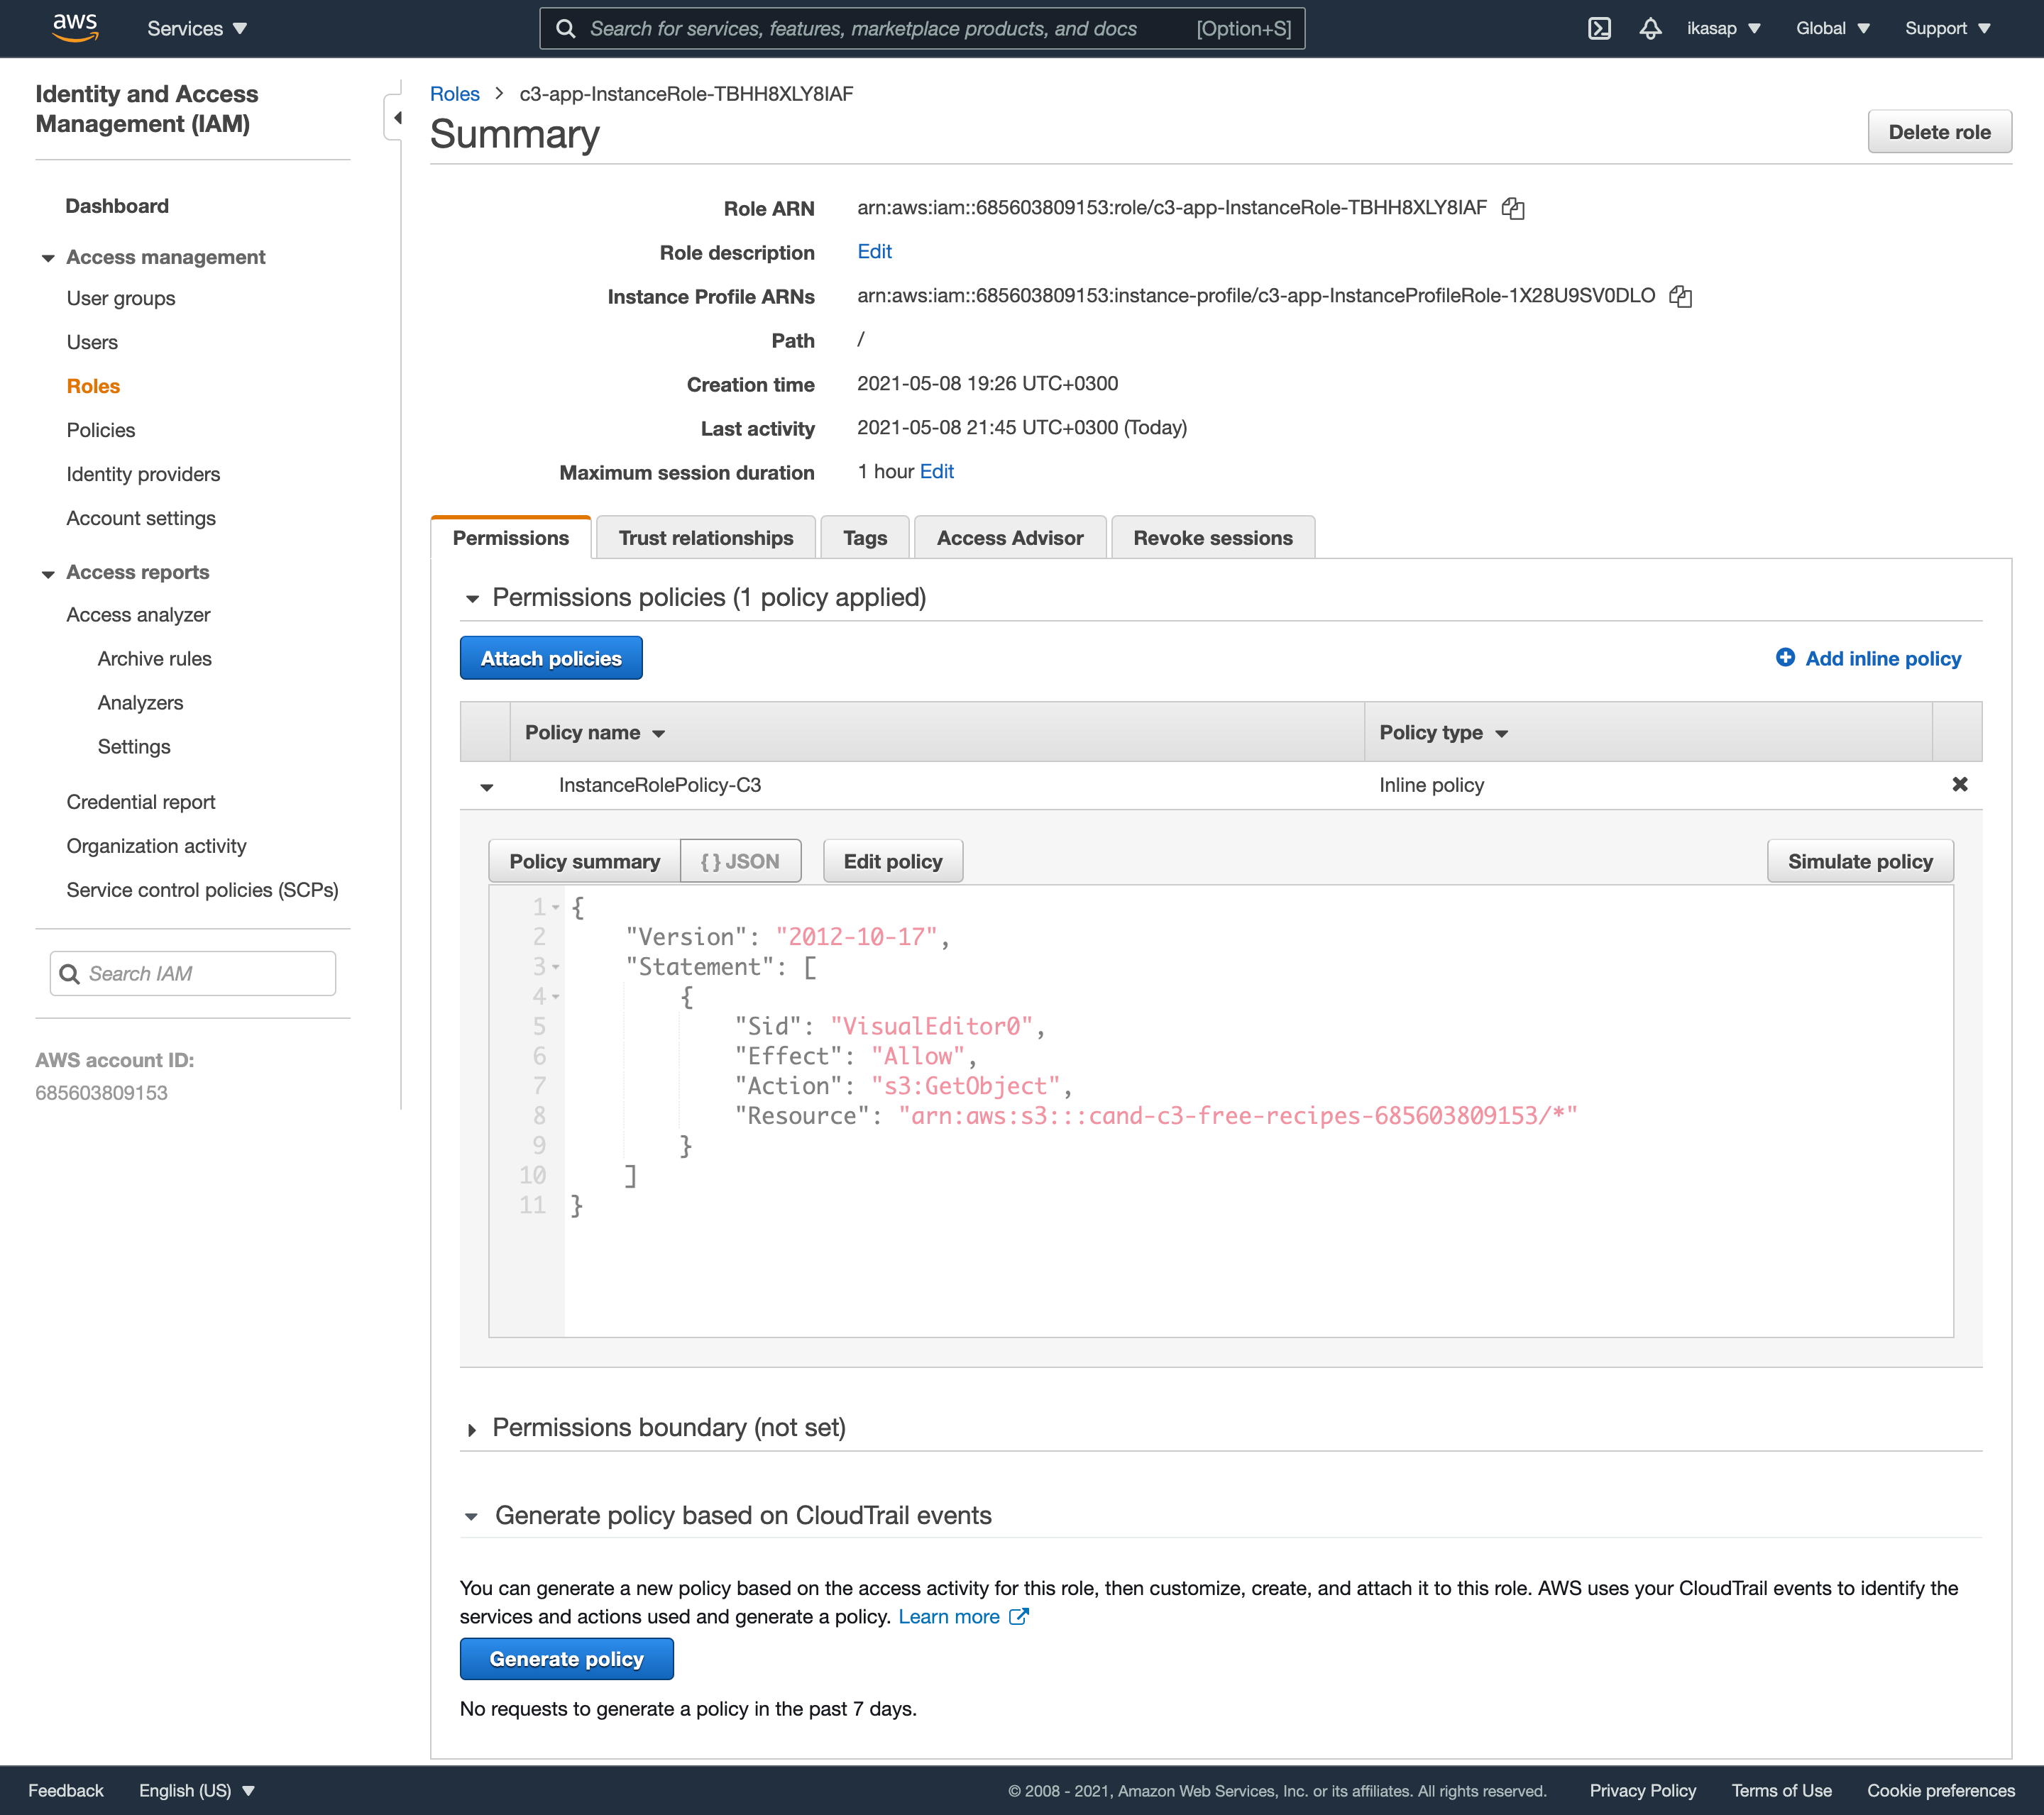 aws
Services
Search for services, features, marketplace products, and docs [Option+S]
ikasap
Global
Support
Identity and Access Management (IAM)
Dashboard
Access management
User groups
Users
Roles
Policies
Identity providers
Account settings
Access reports
Access analyzer
Archive rules
Analyzers
Settings
Credential report
Organization activity
Service control policies (SCPs)
Search IAM
AWS account ID:
685603809153
Roles > c3-app-InstanceRole-TBHH8XLY8IAF
Summary
Delete role
Role ARN arn:aws:iam::685603809153:role/c3-app-InstanceRole-TBHH8XLY8IAF
Role description Edit
Instance Profile ARNs arn:aws:iam::685603809153:instance-profile/c3-app-InstanceProfileRole-1X28U9SV0DLO
Path /
Creation time 2021-05-08 19:26 UTC+0300
Last activity 2021-05-08 21:45 UTC+0300 (Today)
Maximum session duration 1 hour Edit
Permissions
Trust relationships
Tags
Access Advisor
Revoke sessions
Permissions policies (1 policy applied)
Attach policies
Add inline policy
Policy name
Policy type
InstanceRolePolicy-C3
Inline policy
Policy summary
{ } JSON
Edit policy
Simulate policy
1 {
2     "Version": "2012-10-17",
3     "Statement": [
4         {
5             "Sid": "VisualEditor0",
6             "Effect": "Allow",
7             "Action": "s3:GetObject",
8             "Resource": "arn:aws:s3:::cand-c3-free-recipes-685603809153/*"
9         }
10     ]
11 }
Permissions boundary (not set)
Generate policy based on CloudTrail events
You can generate a new policy based on the access activity for this role, then customize, create, and attach it to this role. AWS uses your CloudTrail events to identify the
services and actions used and generate a policy. Learn more
Generate policy
No requests to generate a policy in the past 7 days.
Feedback
English (US)
© 2008 - 2021, Amazon Web Services, Inc. or its affiliates. All rights reserved.
Privacy Policy
Terms of Use
Cookie preferences